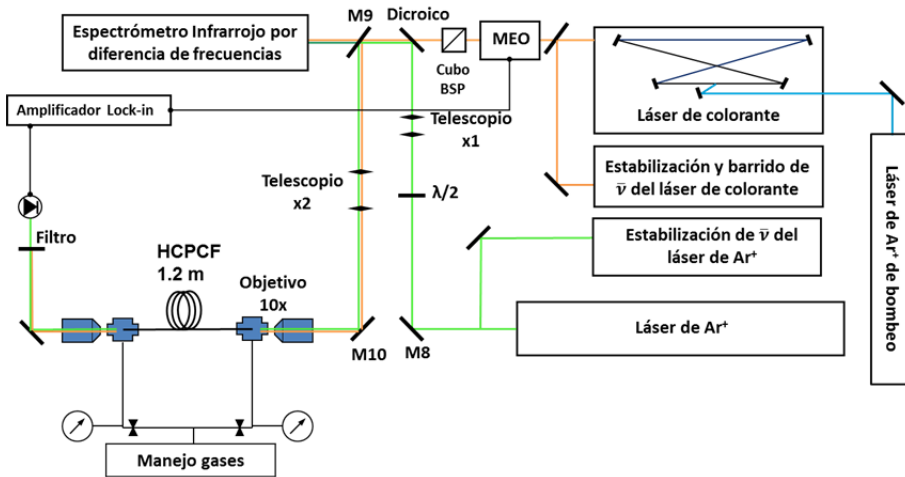 M9
Dicroico
Espectrómetro Infrarrojo por
diferencia de frecuencias
Cubo
BSP
MEO
Láser de colorante
Amplificador Lock-in
Telescopio
x1
Telescopio
x2
λ/2
Estabilización y barrido de
ν̄ del láser de colorante
Láser de Ar⁺ de bombeo
Filtro
HCPCF
1.2 m
Objetivo
10x
Estabilización de ν̄ del
láser de Ar⁺
Láser de Ar⁺
M10
M8
Manejo gases